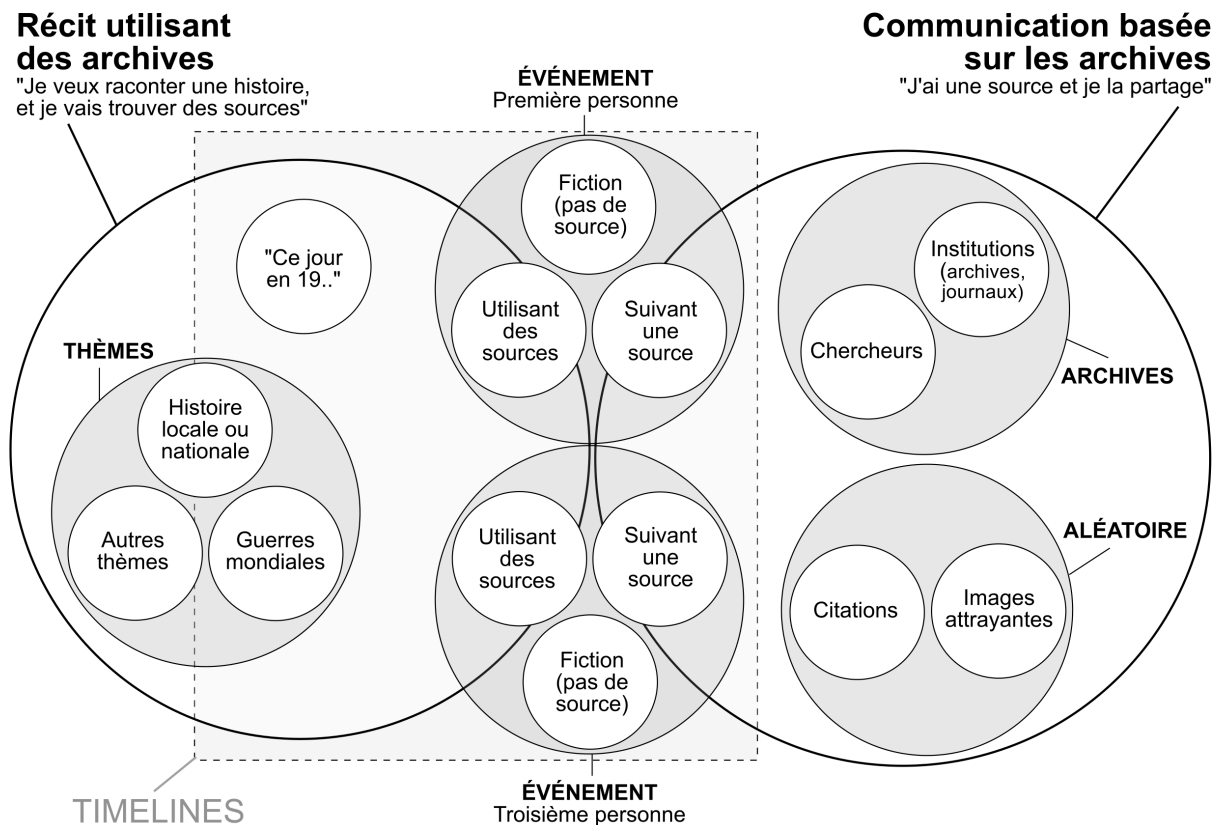 Récit utilisant
des archives
"Je veux raconter une histoire,
et je vais trouver des sources"
Communication basée
sur les archives
"J'ai une source et je la partage"
ÉVÉNEMENT
Première personne
Fiction
(pas de
source)
Utilisant
des
sources
Suivant
une
source
"Ce jour
en 19.."
THÈMES
Histoire
locale ou
nationale
Autres
thèmes
Guerres
mondiales
Institutions
(archives,
journaux)
Chercheurs
ARCHIVES
Utilisant
des
sources
Suivant
une
source
Fiction
(pas de
source)
ALÉATOIRE
Citations
Images
attrayantes
ÉVÉNEMENT
Troisième personne
TIMELINES